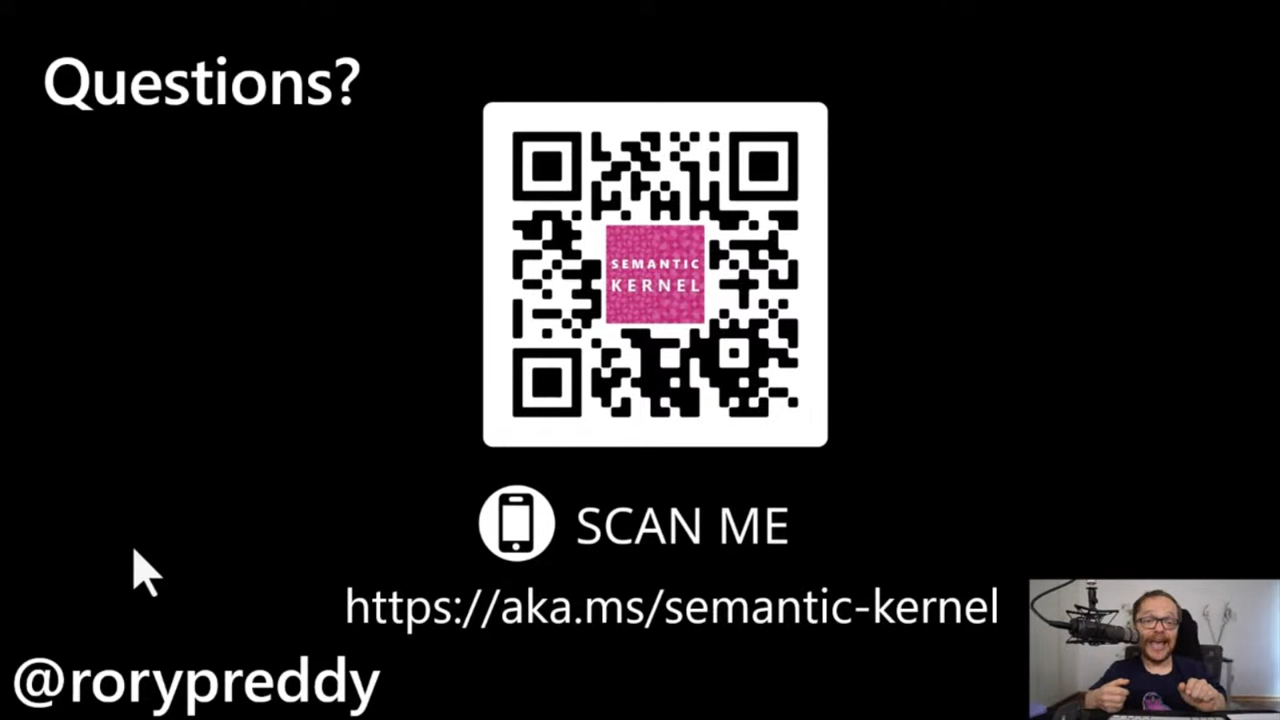 Questions?
SEMANTIC
KERNEL
SCAN ME
https://aka.ms/semantic-kernel
@rorypreddy